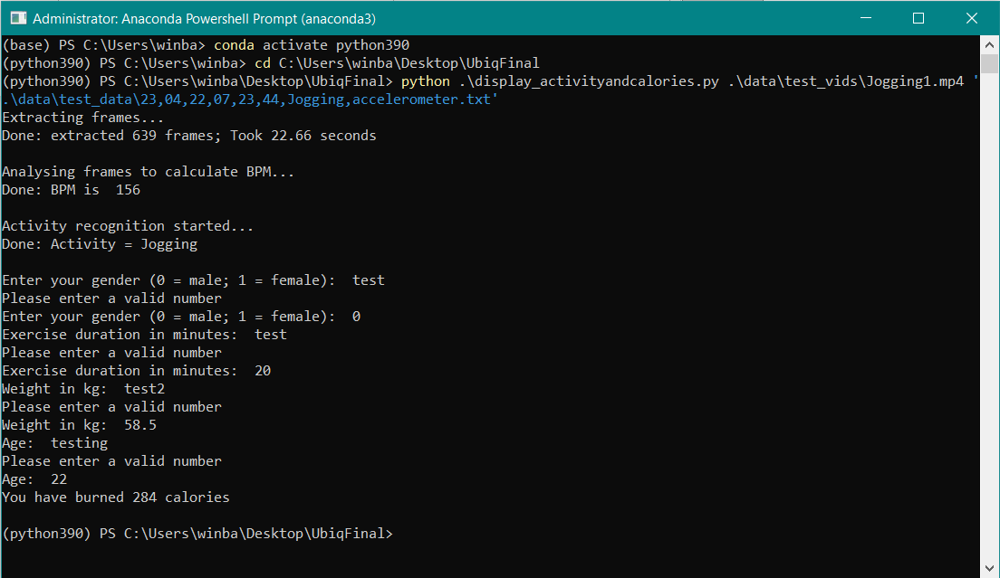 Administrator: Anaconda Powershell Prompt (anaconda3)
(base) PS C:\Users\winba> conda activate python390
(python390) PS C:\Users\winba> cd C:\Users\winba\Desktop\UbiqFinal
(python390) PS C:\Users\winba\Desktop\UbiqFinal> python .\display_activityandcalories.py .\data\test_vids\Jogging1.mp4 '
.\data\test_data\23,04,22,07,23,44,Jogging,accelerometer.txt'
Extracting frames...
Done: extracted 639 frames; Took 22.66 seconds
Analysing frames to calculate BPM...
Done: BPM is  156
Activity recognition started...
Done: Activity = Jogging
Enter your gender (0 = male; 1 = female):  test
Please enter a valid number
Enter your gender (0 = male; 1 = female):  0
Exercise duration in minutes:  test
Please enter a valid number
Exercise duration in minutes:  20
Weight in kg:  test2
Please enter a valid number
Weight in kg:  58.5
Age:  testing
Please enter a valid number
Age:  22
You have burned 284 calories
(python390) PS C:\Users\winba\Desktop\UbiqFinal>